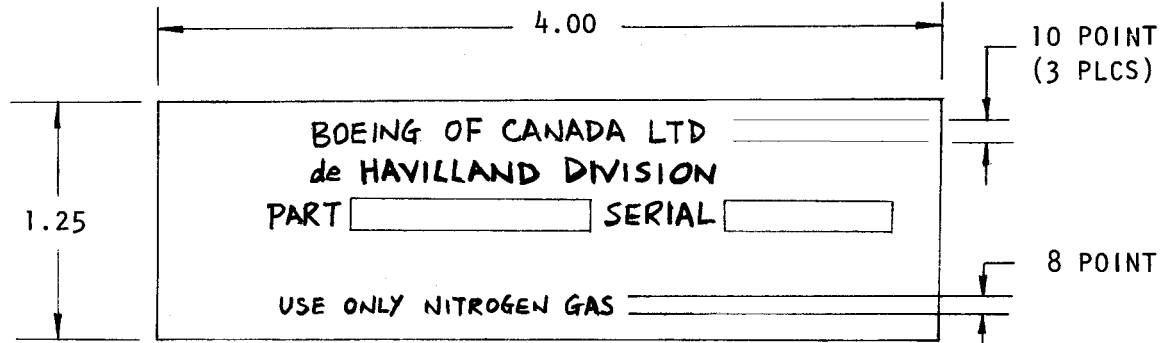 4.00
10 POINT
(3 PLCS)
BOEING OF CANADA LTD
de HAVILLAND DIVISION
1.25
PART SERIAL
8 POINT
USE ONLY NITROGEN GAS